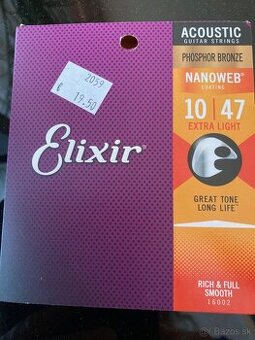 ACOUSTIC
GUITAR STRINGS
PHOSPHOR BRONZE
NANOWEB
COATING
10 | 47
EXTRA LIGHT
2059
€ 19.50
Elixir
GREAT TONE
LONG LIFE
RICH & FULL
SMOOTH
16002
Bazos.sk